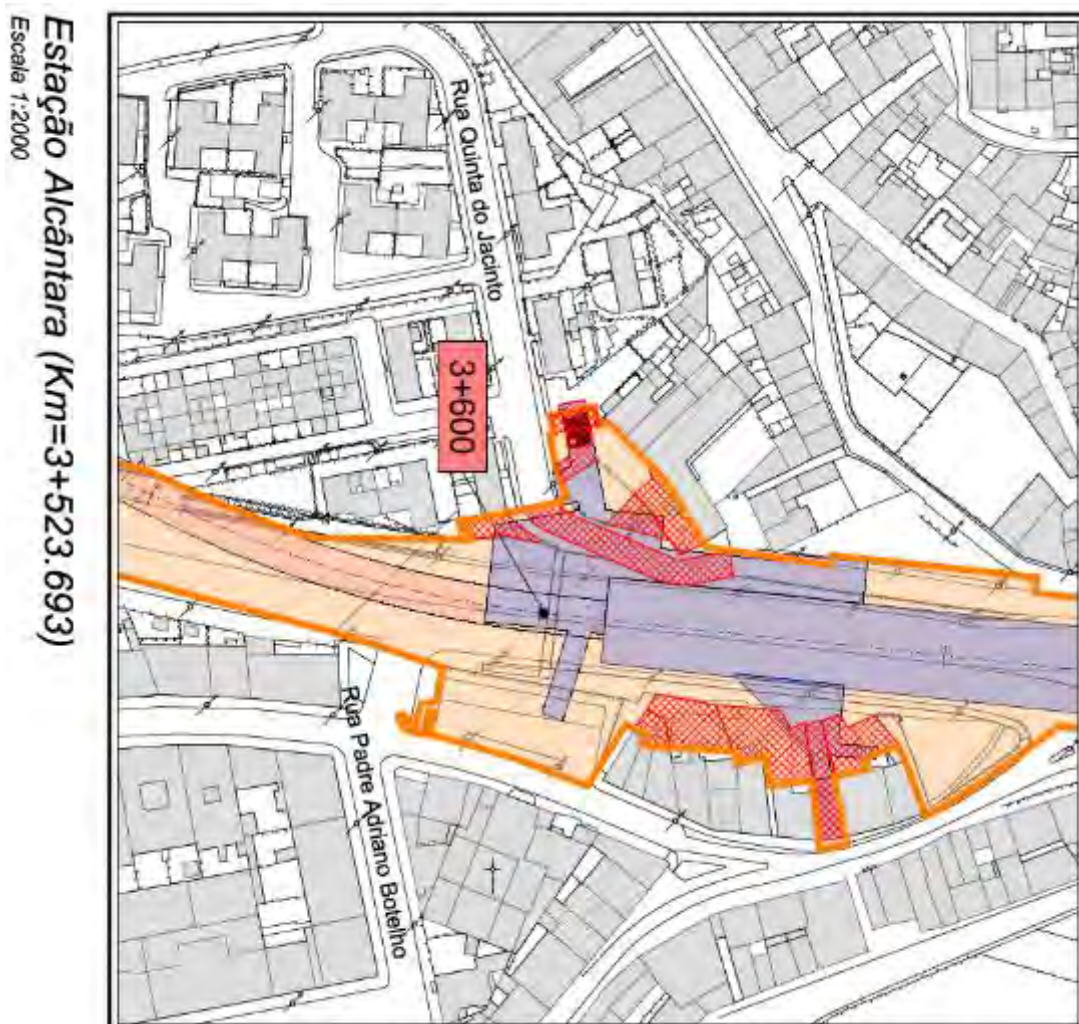 Estação Alcântara (Km=3+523.693)
Escala 1:2000
Rua Quinta do Jacinto
3+600
Rua Padre Adriano Botelho